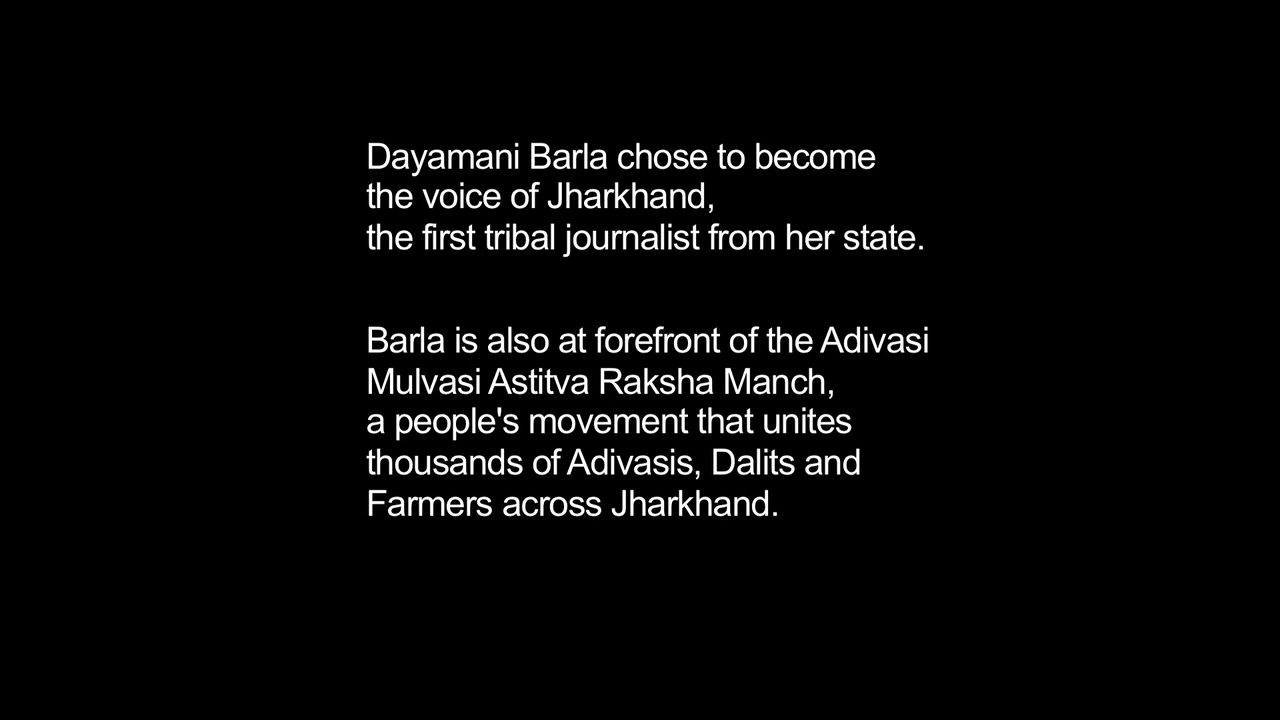 Dayamani Barla chose to become
the voice of Jharkhand,
the first tribal journalist from her state.
Barla is also at forefront of the Adivasi
Mulvasi Astitva Raksha Manch,
a people's movement that unites
thousands of Adivasis, Dalits and
Farmers across Jharkhand.